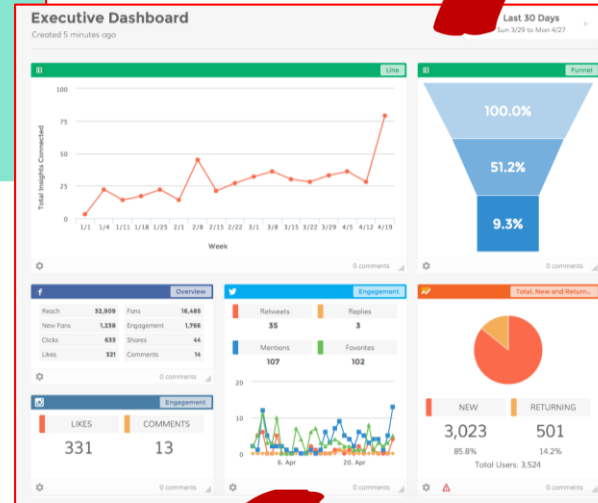 Executive Dashboard
Created 5 minutes ago
Last 30 Days
Sun 3/29 to Mon 4/27
Line
Total Insights Connected
100
75
50
25
0
1/1 1/4 1/11 1/18 1/25 2/1 2/8 2/15 2/22 3/1 3/8 3/15 3/22 3/29 4/5 4/12 4/19
Week
0 comments
Funnel
100.0%
51.2%
9.3%
0 comments
Overview
Reach 32,809 Fans 16,485
New Fans 1,238 Engagement 1,766
Clicks 633 Shares 44
Likes 321 Comments 14
0 comments
Engagement
LIKES COMMENTS
331 13
0 comments
Engagement
Retweets Replies
35 3
Mentions Favorites
107 102
20
10
0
6. Apr 20. Apr
0 comments
Total, New and Return...
NEW RETURNING
3,023 501
85.8% 14.2%
Total Users: 3,524
0 comments